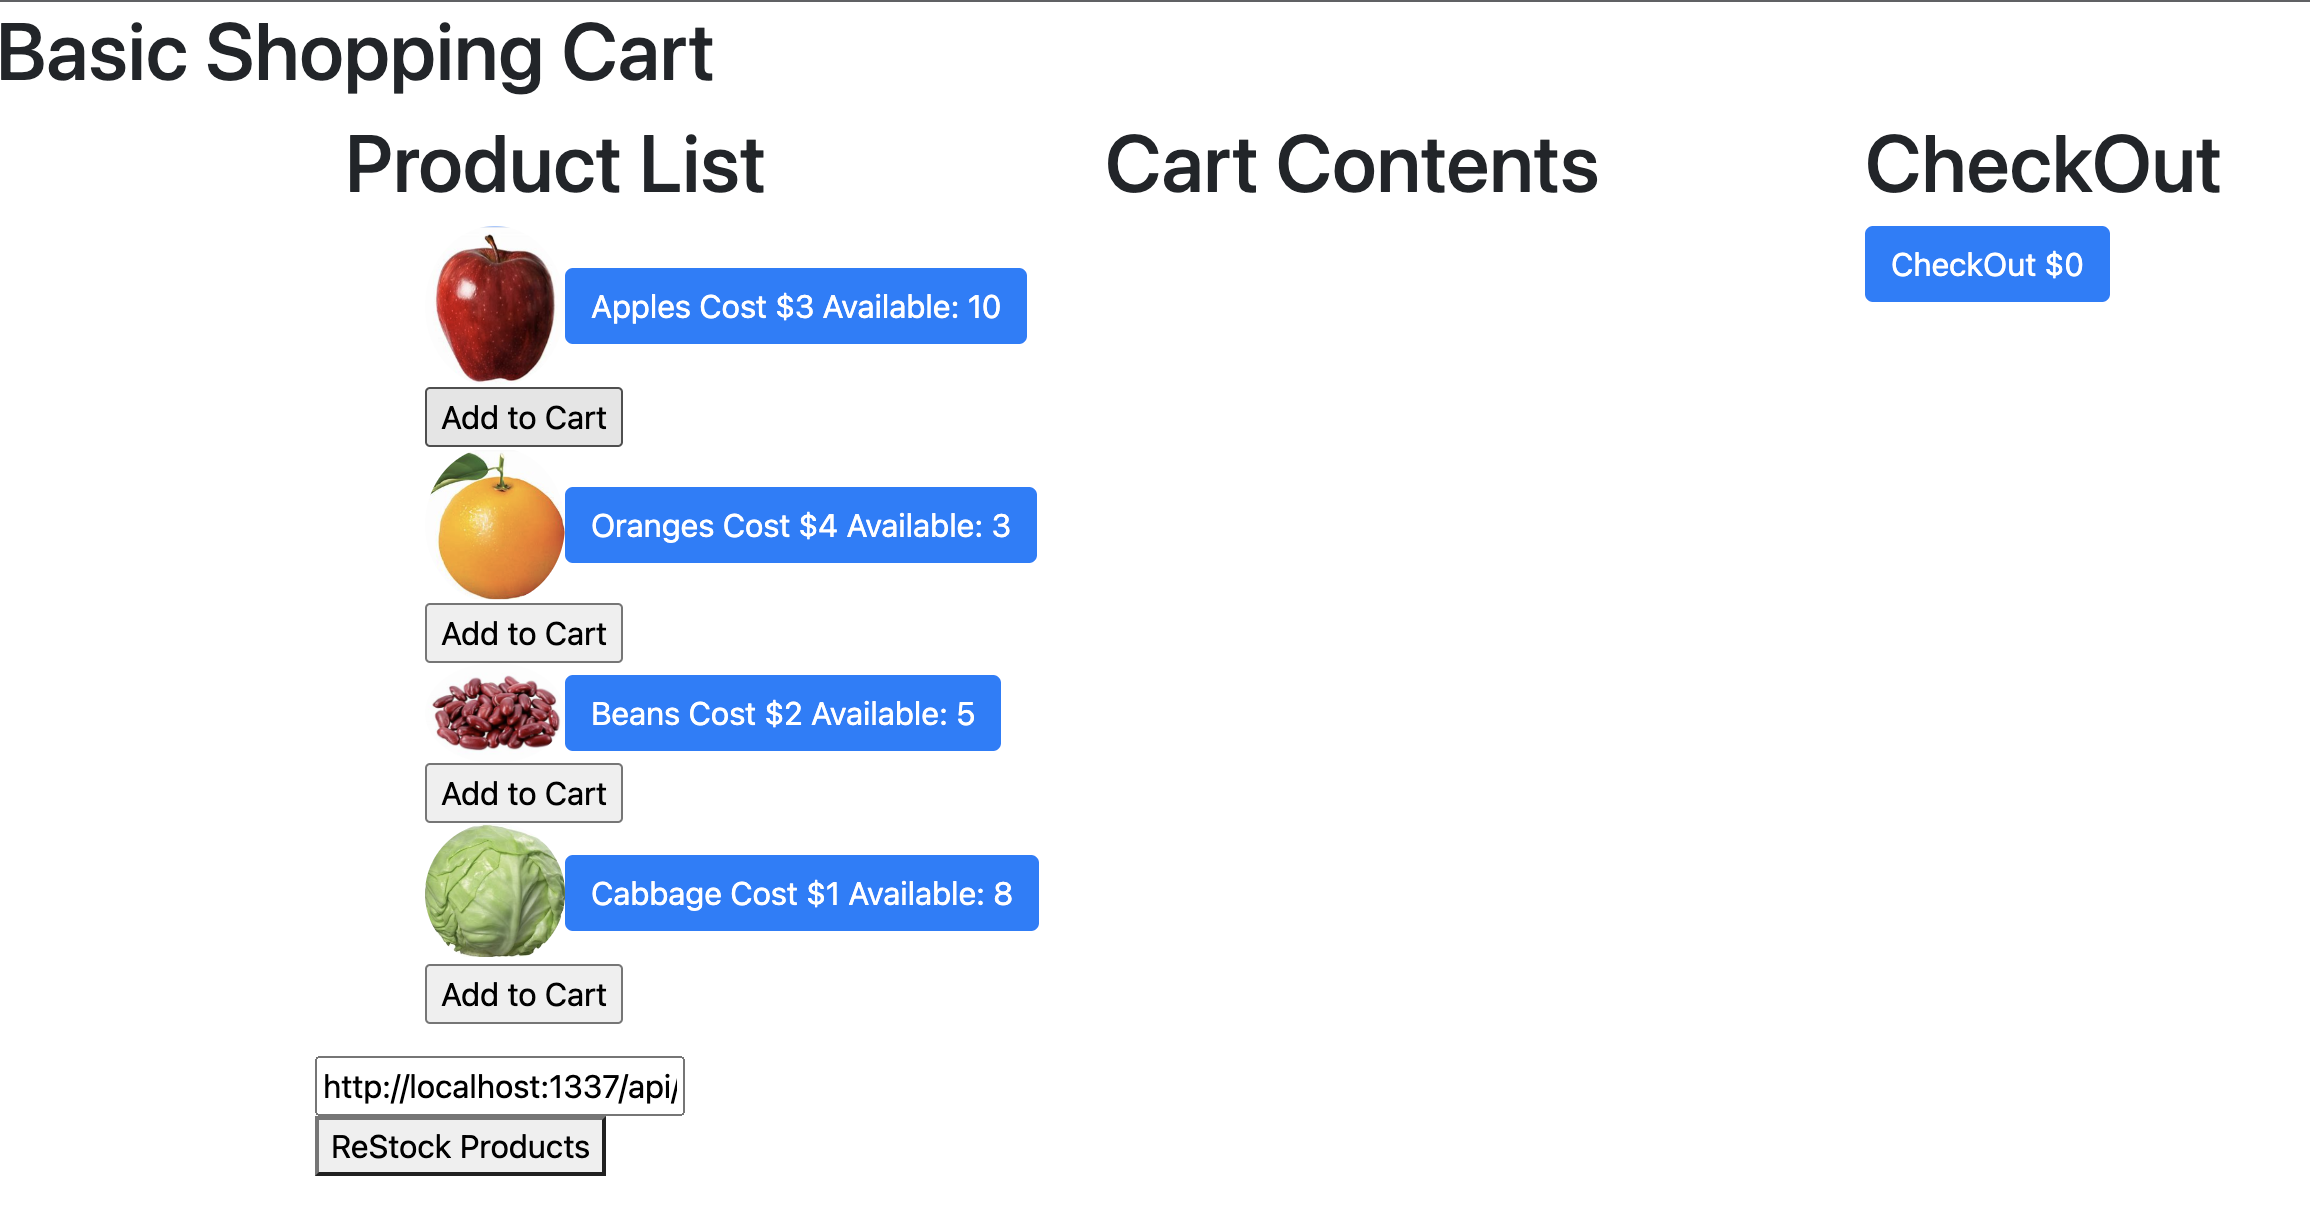 Basic Shopping Cart
Product List
Apples Cost $3 Available: 10
Add to Cart
Oranges Cost $4 Available: 3
Add to Cart
Beans Cost $2 Available: 5
Add to Cart
Cabbage Cost $1 Available: 8
Add to Cart
http://localhost:1337/api/
ReStock Products
Cart Contents
CheckOut
CheckOut $0